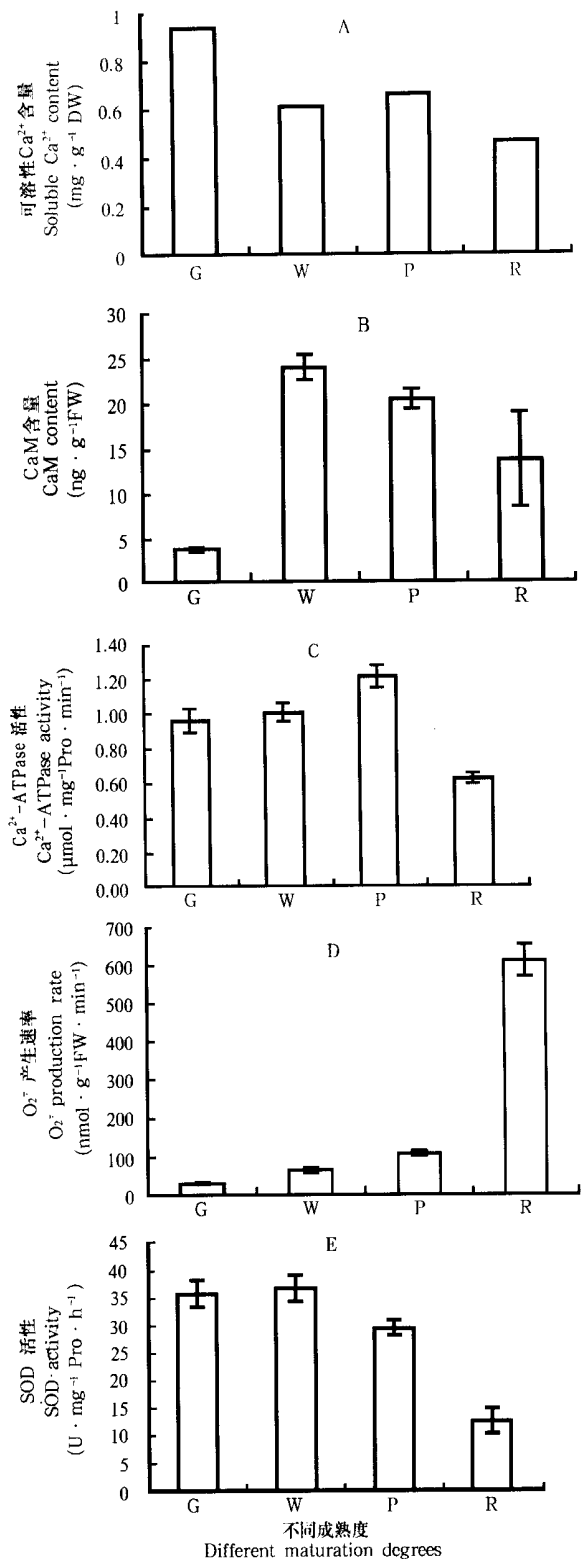 A
可溶性Ca²⁺含量
Soluble Ca²⁺ content
(mg · g⁻¹ DW)
1
0.8
0.6
0.4
0.2
0
G W P R
B
CaM含量
CaM content
(ng · g⁻¹FW)
30
25
20
15
10
5
0
G W P R
C
Ca²⁺-ATPase 活性
Ca²⁺-ATPase activity
(μmol · mg⁻¹Pro · min⁻¹)
1.40
1.20
1.00
0.80
0.60
0.40
0.20
0.00
G W P R
D
O₂⁻ 产生速率
O₂⁻ production rate
(nmol · g⁻¹FW · min⁻¹)
700
600
500
400
300
200
100
0
G W P R
E
SOD 活性
SOD activity
(U · mg⁻¹ Pro · h⁻¹)
45
40
35
30
25
20
15
10
5
0
G W P R
不同成熟度
Different maturation degrees